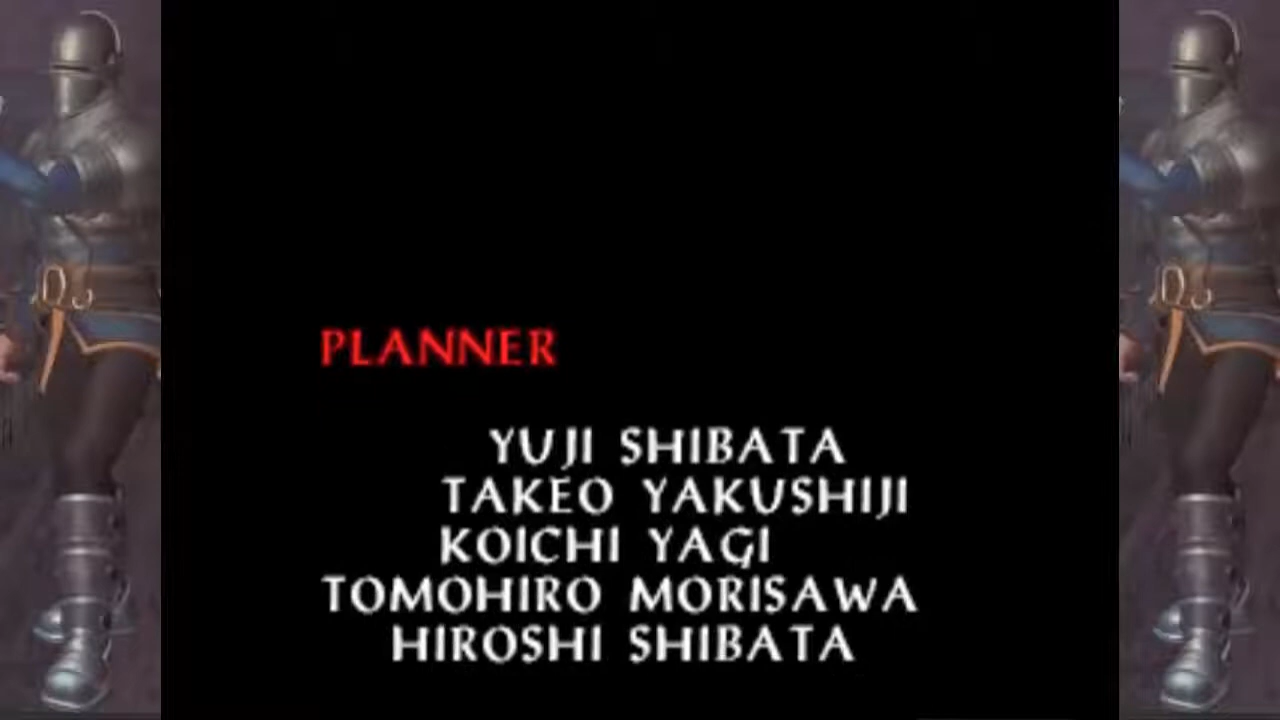 PLANNER
YUJI SHIBATA
TAKEO YAKUSHIJI
KOICHI YAGI
TOMOHIRO MORISAWA
HIROSHI SHIBATA